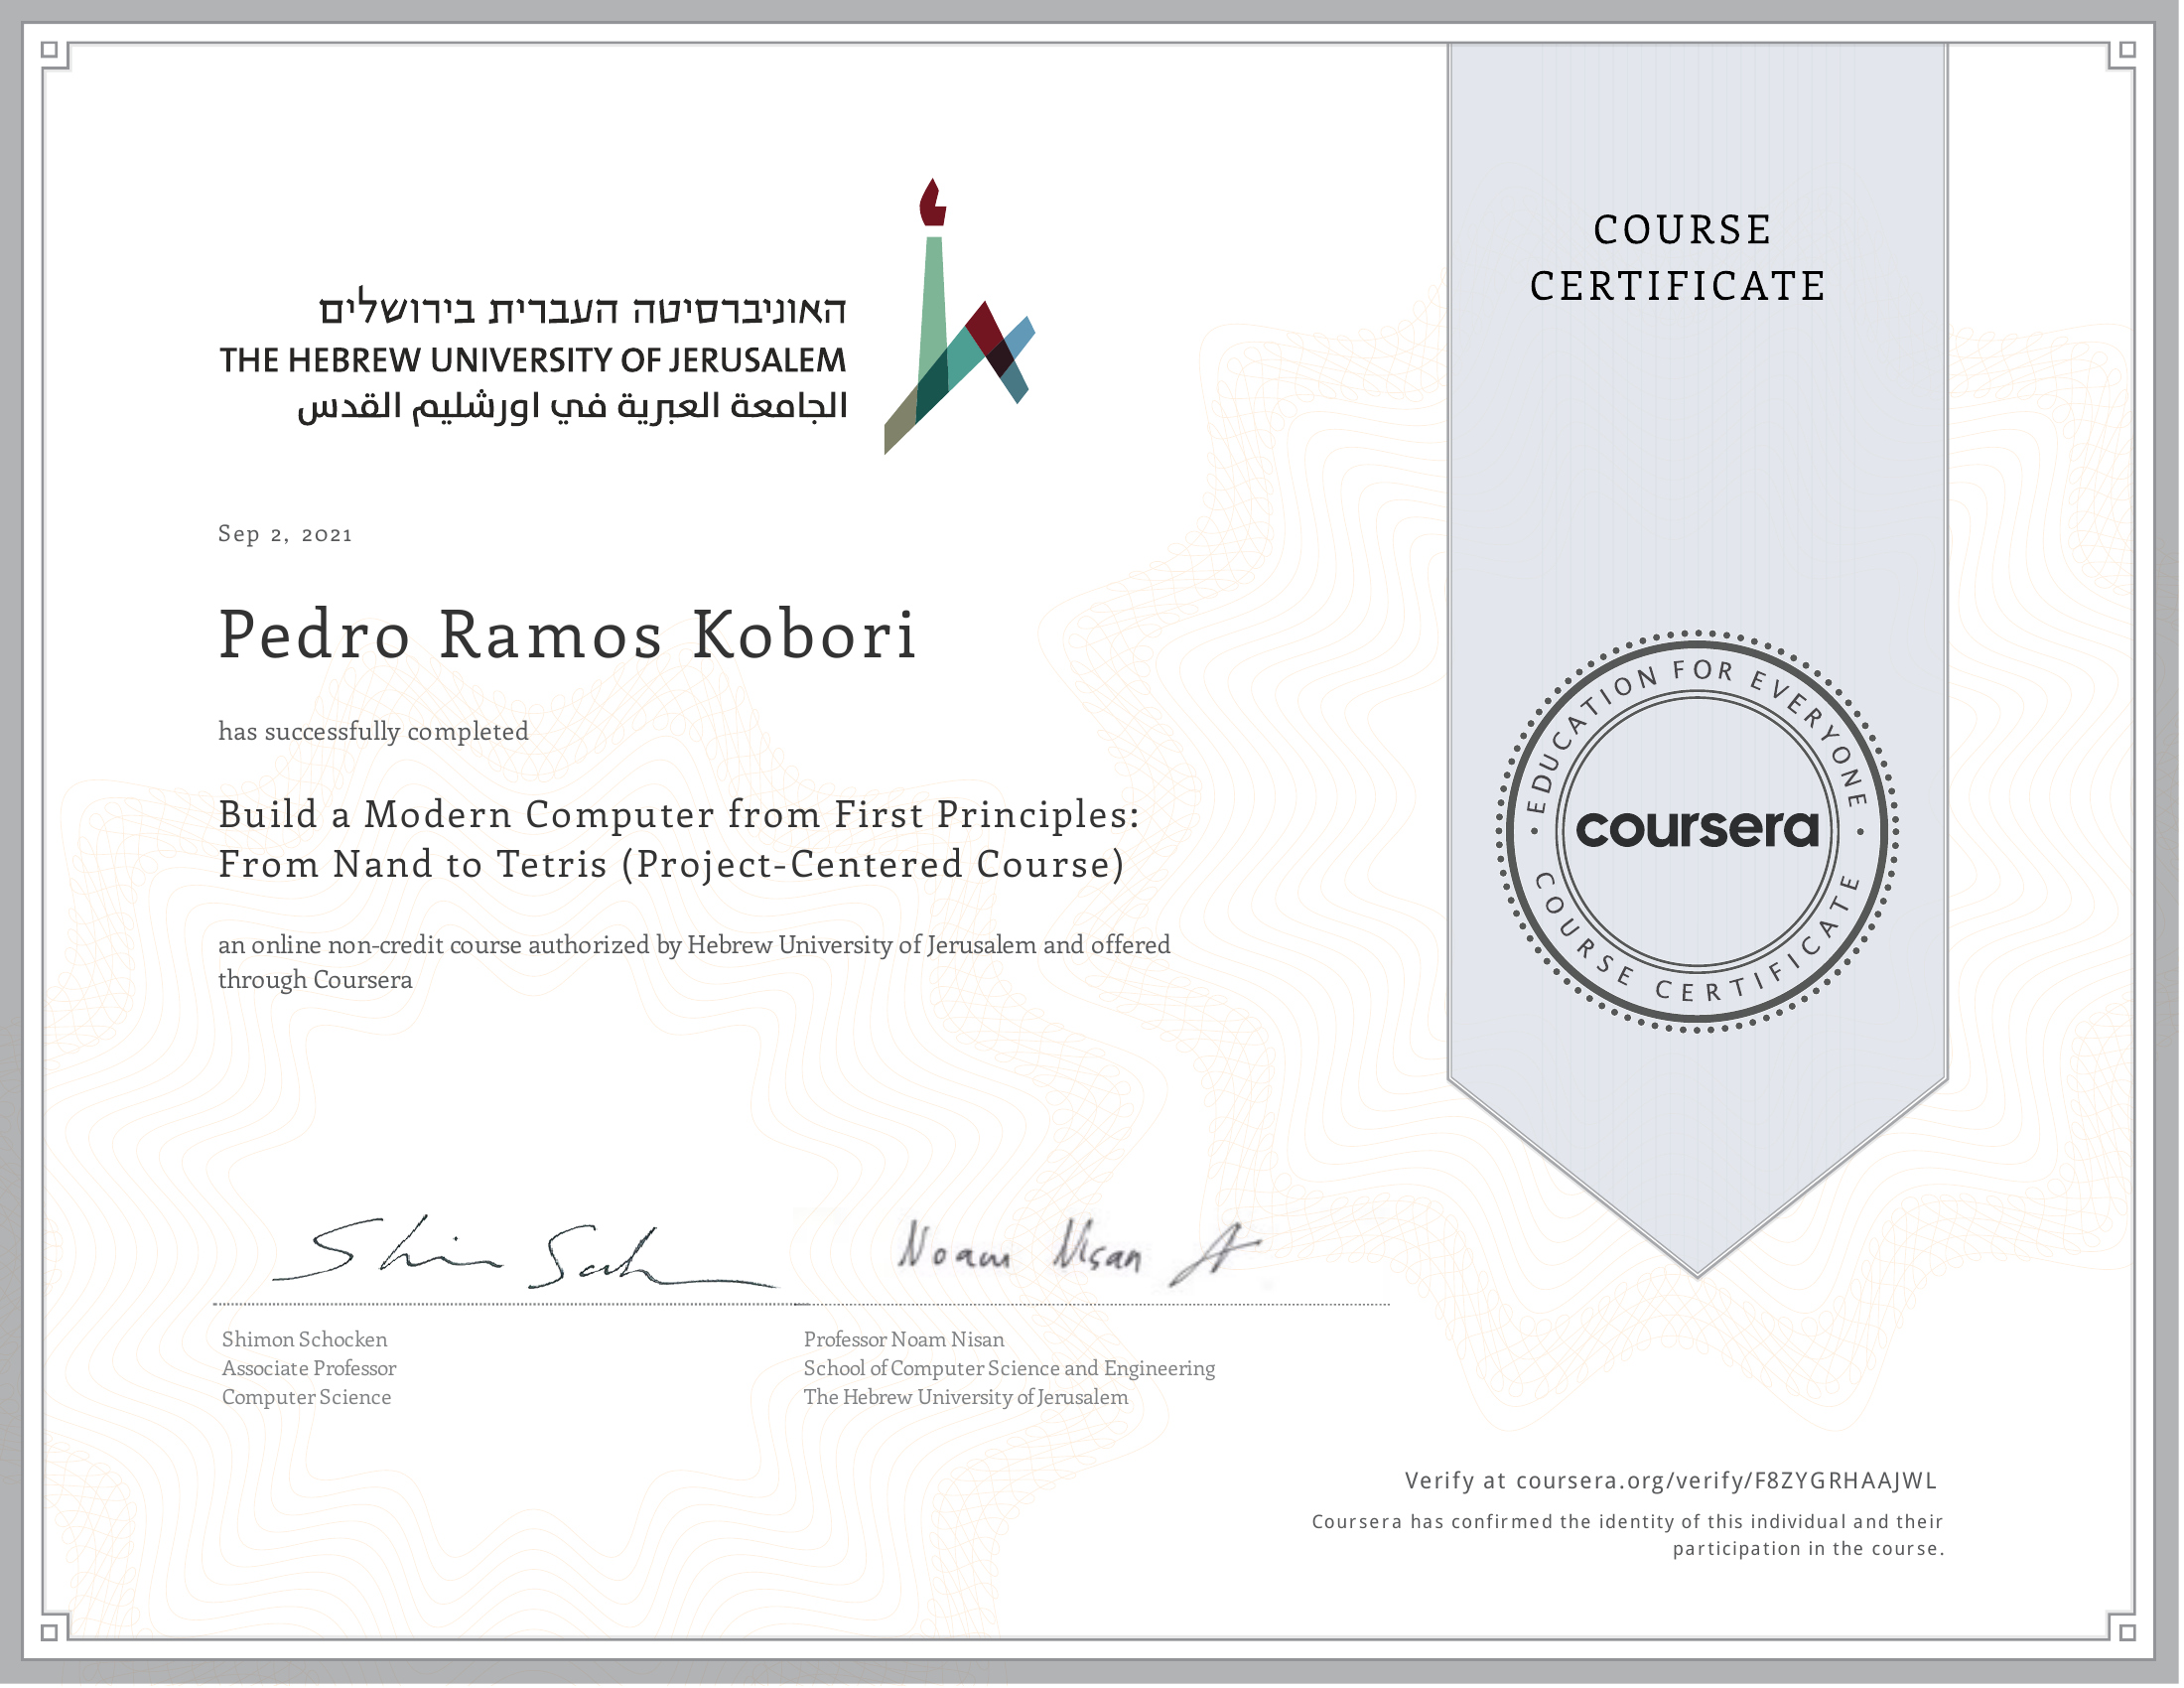 האוניברסיטה העברית בירושלים
THE HEBREW UNIVERSITY OF JERUSALEM
الجامعة العبرية في اورشليم القدس
COURSE
CERTIFICATE
Sep 2, 2021
Pedro Ramos Kobori
has successfully completed
Build a Modern Computer from First Principles:
From Nand to Tetris (Project-Centered Course)
an online non-credit course authorized by Hebrew University of Jerusalem and offered
through Coursera
EDUCATION FOR EVERYONE
coursera
COURSE CERTIFICATE
Noam Nisan
Shimon Schocken
Associate Professor
Computer Science
Professor Noam Nisan
School of Computer Science and Engineering
The Hebrew University of Jerusalem
Verify at coursera.org/verify/F8ZYGRHAAJWL
Coursera has confirmed the identity of this individual and their
participation in the course.